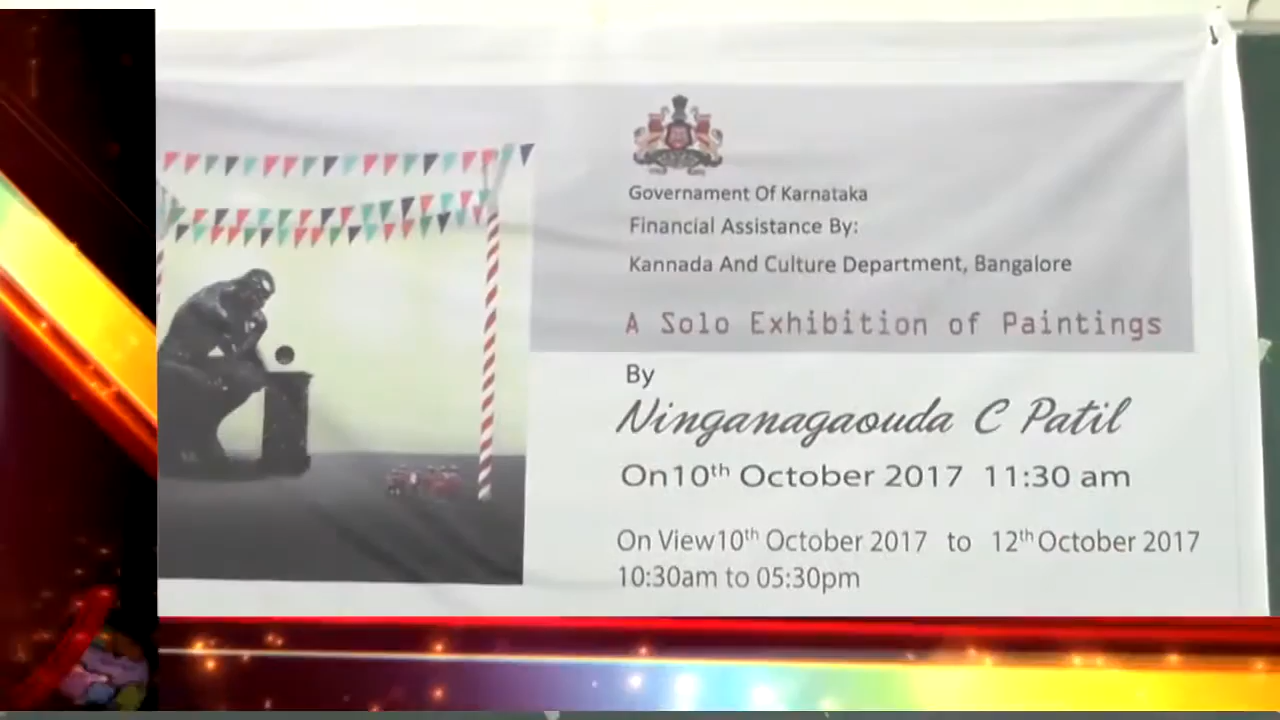 Governament Of Karnataka
Financial Assistance By:
Kannada And Culture Department, Bangalore
A Solo Exhibition of Paintings
By
Ninganagaouda C Patil
On10th October 2017 11:30 am
On View10th October 2017 to 12th October 2017
10:30am to 05:30pm